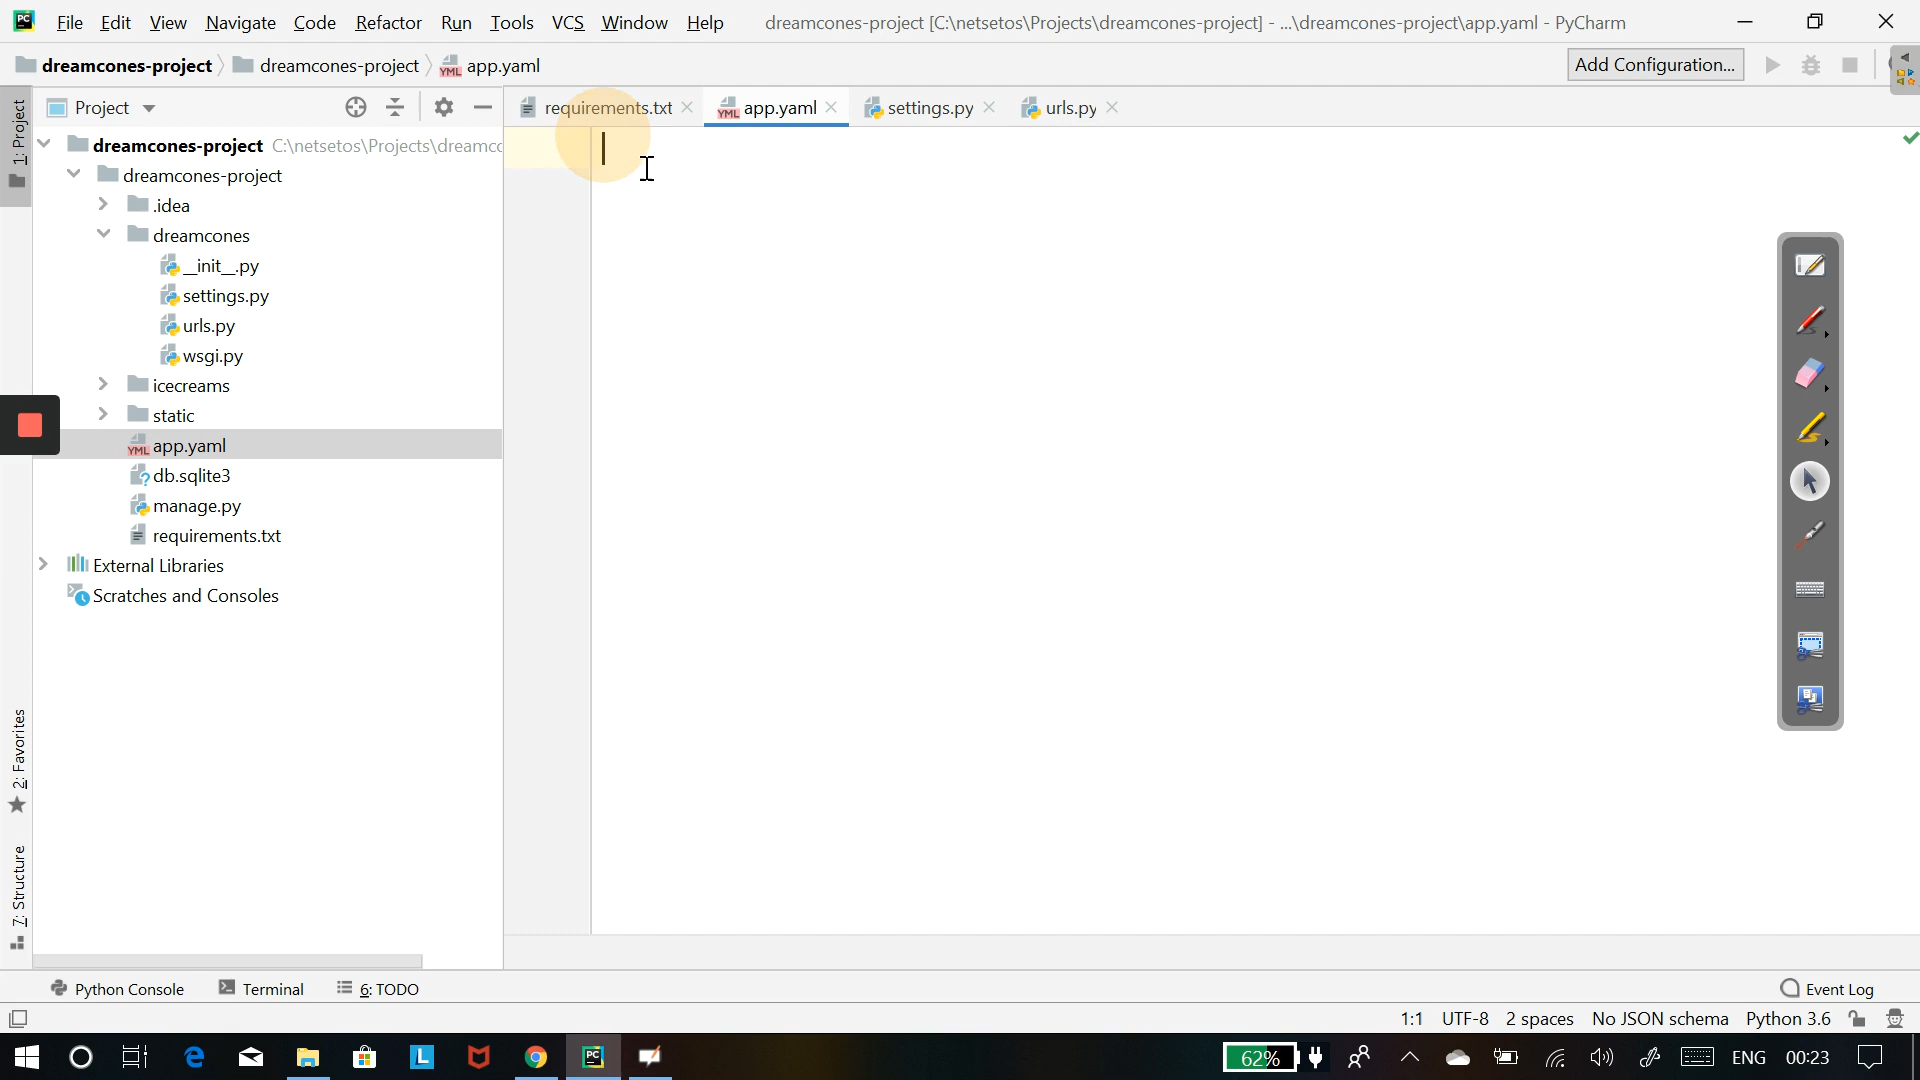 File Edit View Navigate Code Refactor Run Tools VCS Window Help dreamcones-project [C:\netsetos\Projects\dreamcones-project] - ...\dreamcones-project\app.yaml - PyCharm
dreamcones-project dreamcones-project app.yaml Add Configuration...
Project requirements.txt app.yaml settings.py urls.py
1: Project
dreamcones-project C:\netsetos\Projects\dreamco
dreamcones-project
.idea
dreamcones
__init__.py
settings.py
urls.py
wsgi.py
icecreams
static
app.yaml
db.sqlite3
manage.py
requirements.txt
External Libraries
Scratches and Consoles
2: Favorites
7: Structure
Python Console Terminal 6: TODO Event Log
1:1 UTF-8 2 spaces No JSON schema Python 3.6
62% ENG 00:23